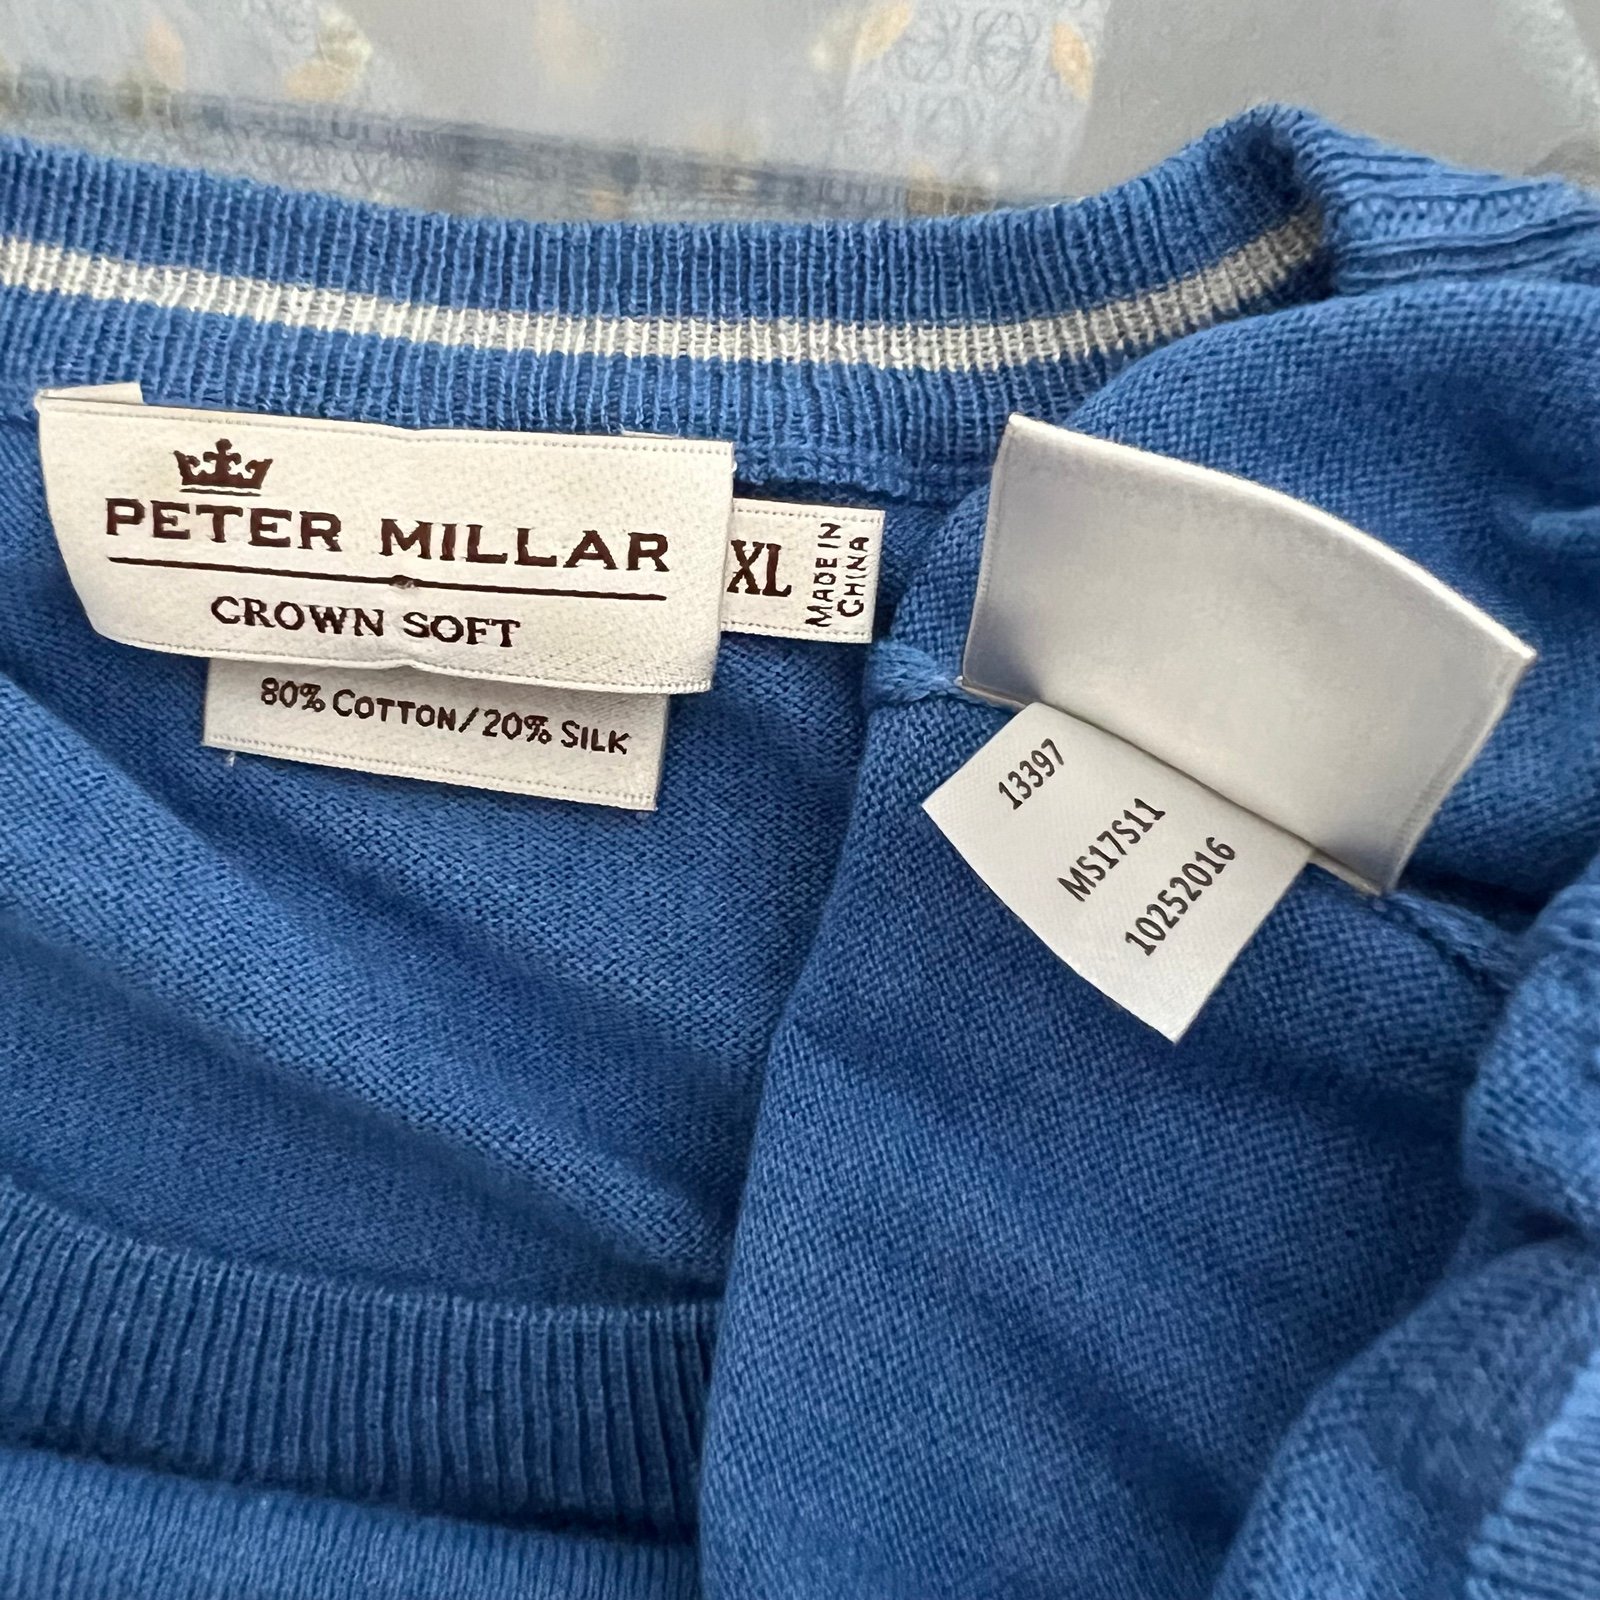 PETER MILLAR
CROWN SOFT
XL
MADE IN
CHINA
80% COTTON/20% SILK
13397
MS17S11
10252016